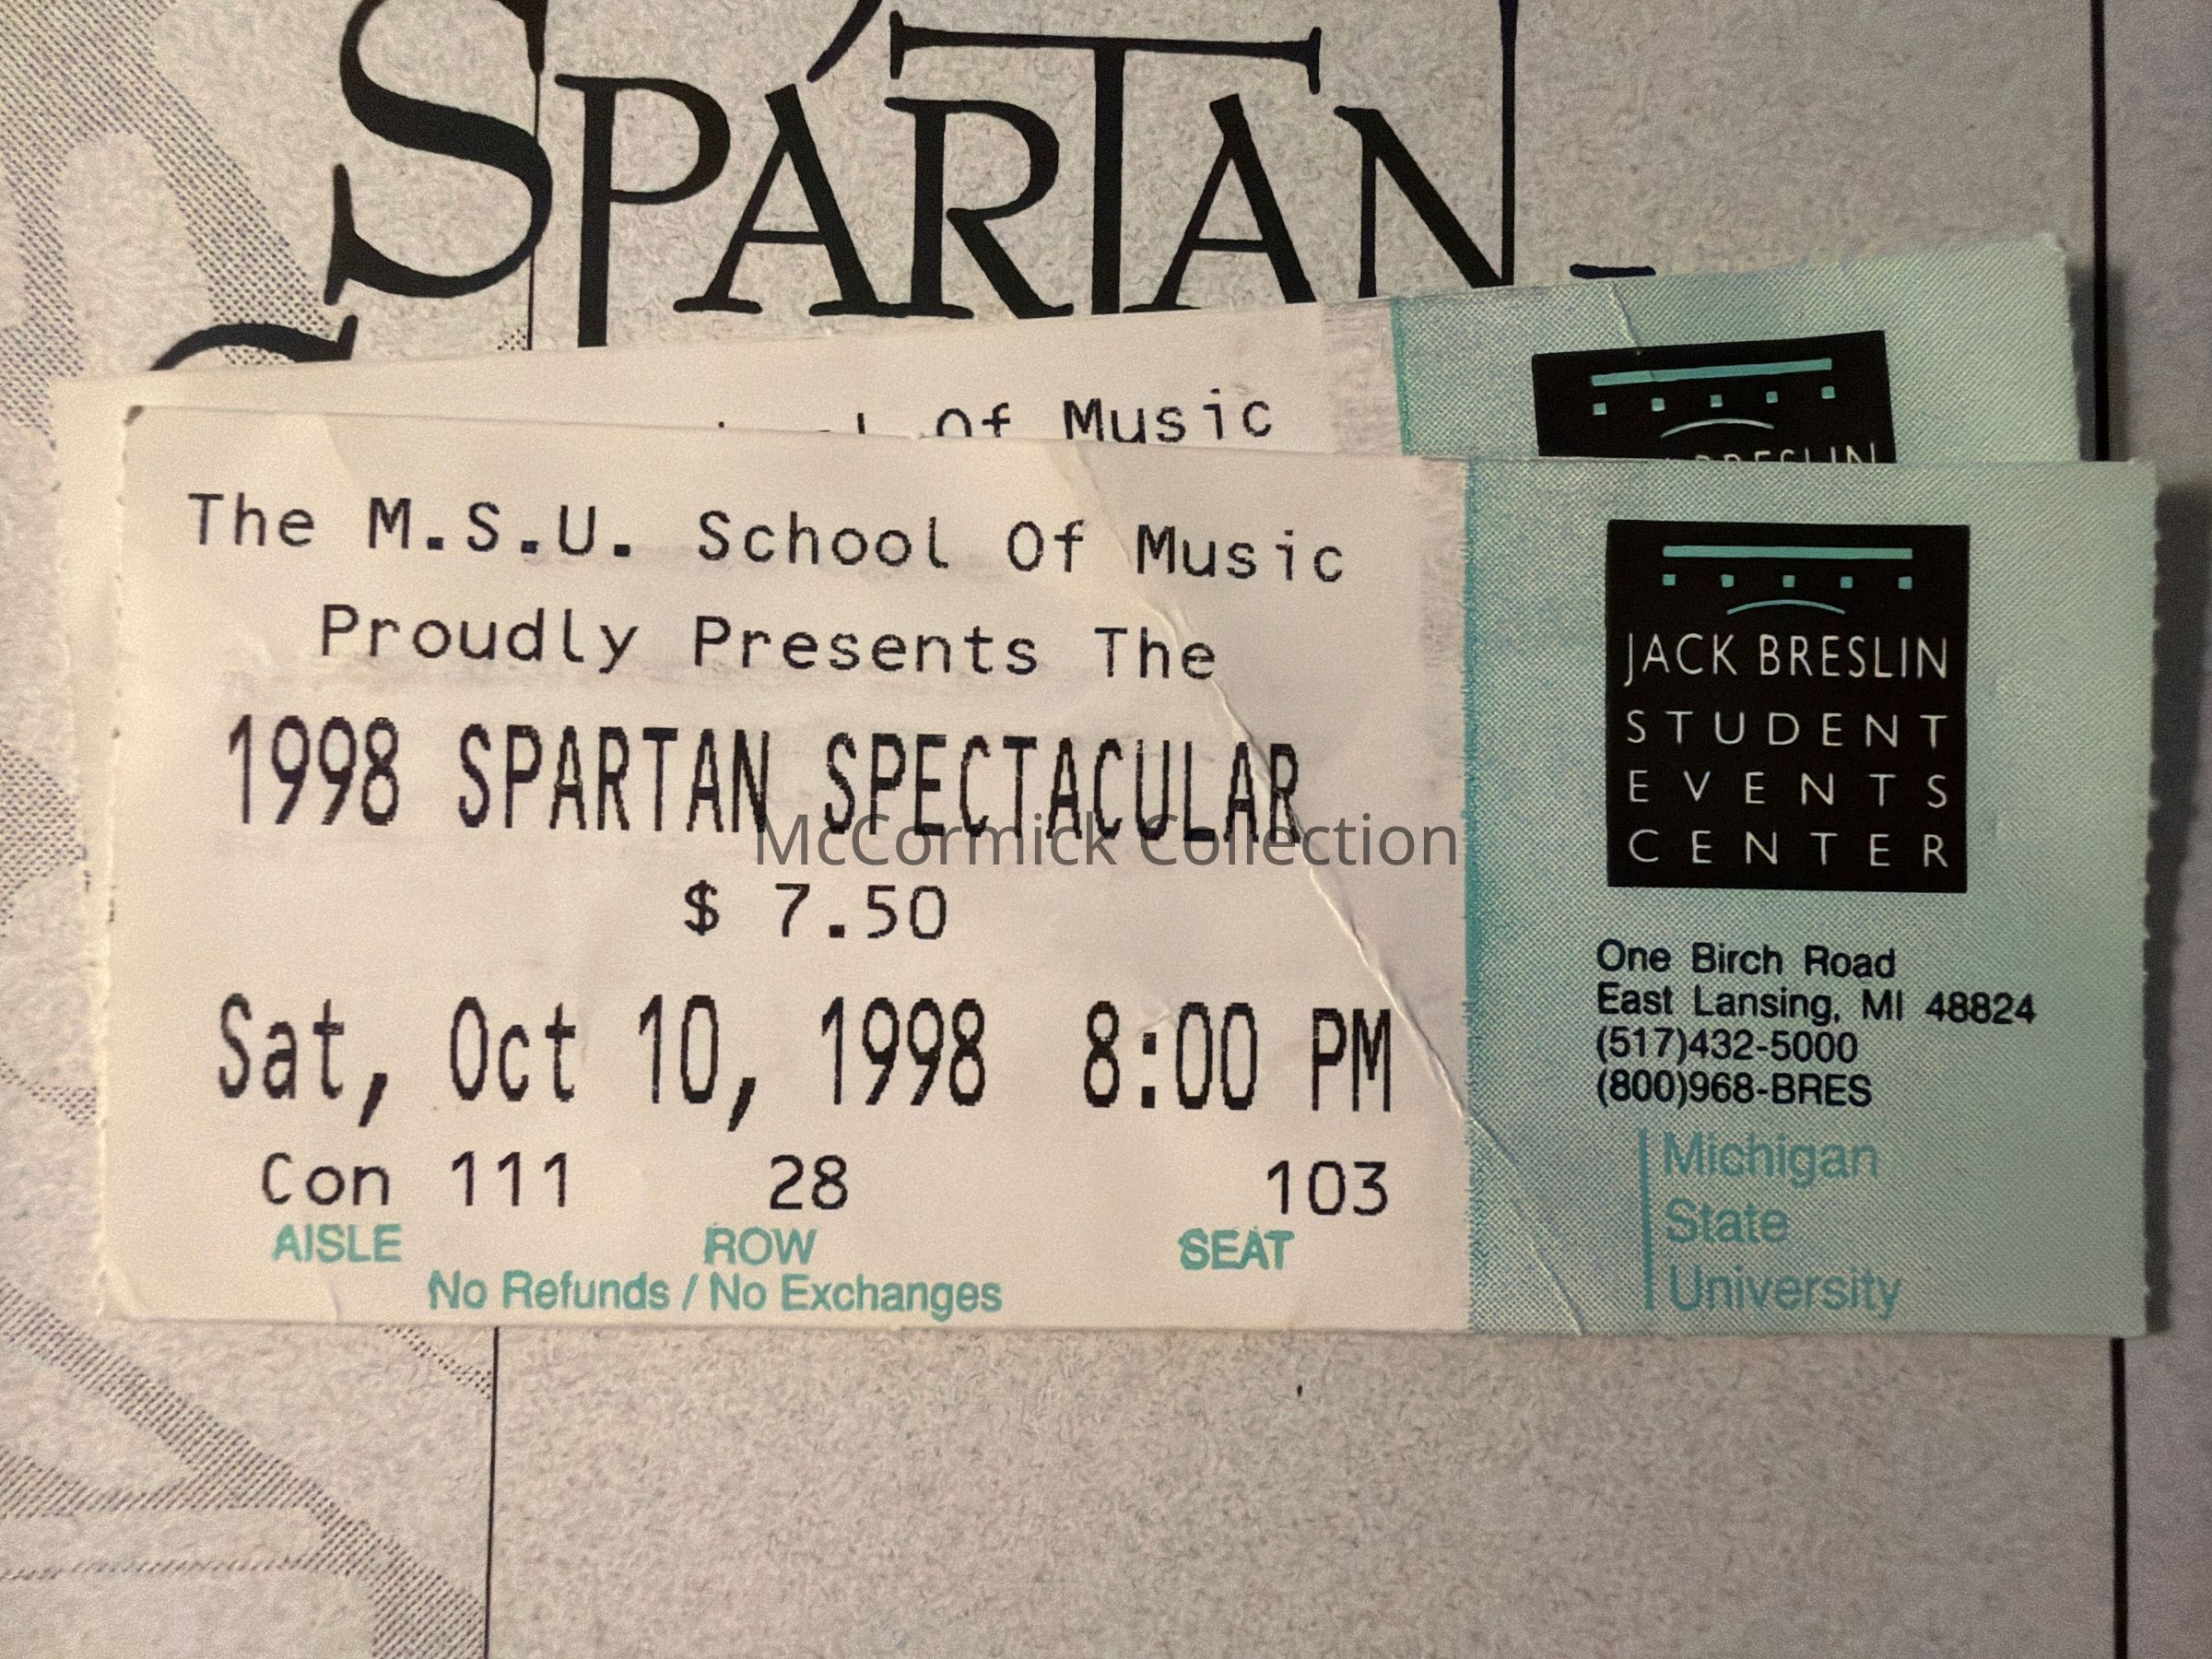 SPARTAN
Of Music
BRESLIN
The M.S.U. School Of Music
Proudly Presents The
1998 SPARTAN SPECTACULAR
McCormick Collection
$ 7.50
Sat, Oct 10, 1998 8:00 PM
Con 111 28 103
AISLE ROW SEAT
No Refunds / No Exchanges
JACK BRESLIN
STUDENT
EVENTS
CENTER
One Birch Road
East Lansing, MI 48824
(517)432-5000
(800)968-BRES
Michigan
State
University